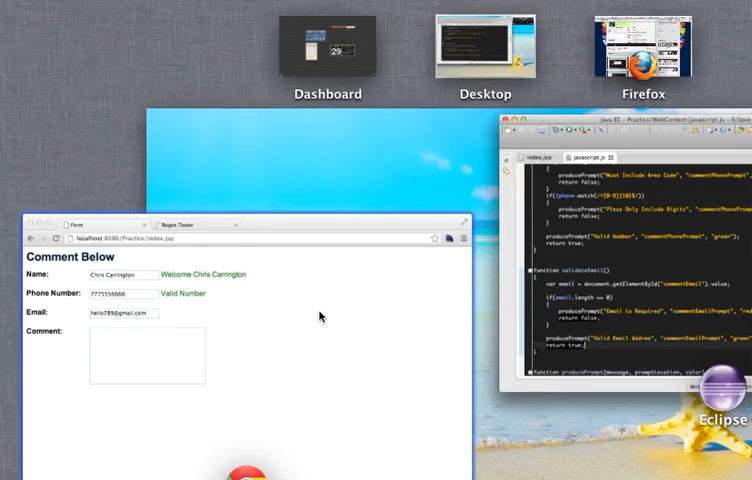 Dashboard
Desktop
Firefox
29
Java EE - Practice/WebContent/javascript.js - Eclipse
index.jsp
javascript.js
producePrompt("Must Include Area Code", "commentPhonePrompt",
return false;
}
if(!phone.match(/^[0-9]{10}$/))
{
producePrompt("Plese Only Include Digits", "commentPhonePromp
return false;
}
producePrompt("Valid Number", "commentPhonePrompt", "green");
return true;
}
function validateEmail()
{
var email = document.getElementById("commentEmail").value;
if(email.length == 0)
{
producePrompt("Email is Required", "commentEmailPrompt", "red
return false;
}
producePrompt("Valid Email Addres", "commentEmailPrompt", "green"
return true;
}
function producePrompt(message, promptLocation, color)
Eclipse
Form
Regex Tester
localhost:8086/Practice/index.jsp
Comment Below
Name: Chris Carrington Welcome Chris Carrington
Phone Number: 7775156666 Valid Number
Email: hello789@gmail.com
Comment: